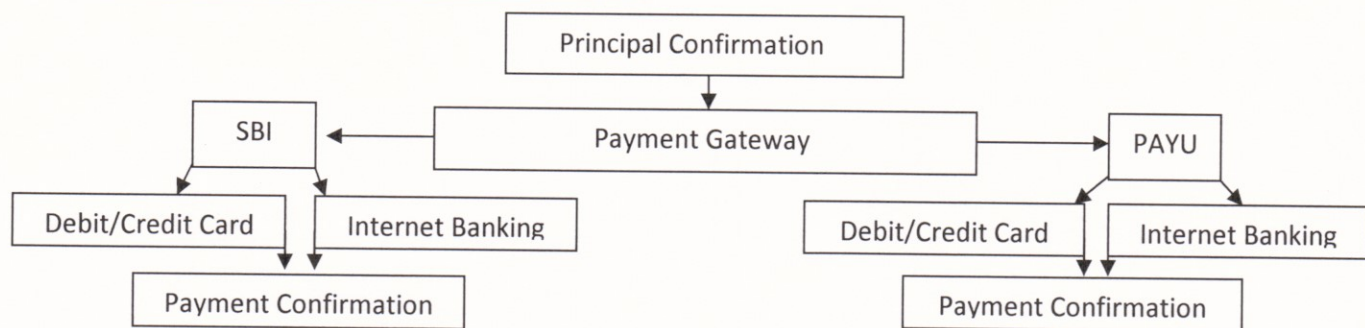 Principal Confirmation
SBI
Payment Gateway
PAYU
Debit/Credit Card
Internet Banking
Debit/Credit Card
Internet Banking
Payment Confirmation
Payment Confirmation